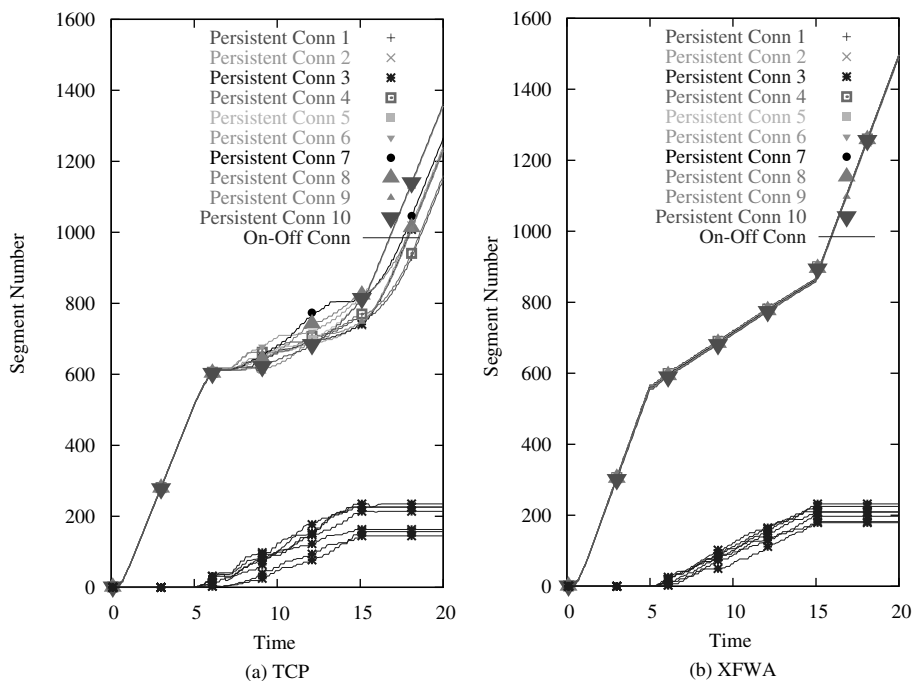 1600
1400
1200
1000
800
600
400
200
0
Segment Number
Persistent Conn 1
Persistent Conn 2
Persistent Conn 3
Persistent Conn 4
Persistent Conn 5
Persistent Conn 6
Persistent Conn 7
Persistent Conn 8
Persistent Conn 9
Persistent Conn 10
On-Off Conn
0 5 10 15 20
Time
(a) TCP
1600
1400
1200
1000
800
600
400
200
0
Segment Number
Persistent Conn 1
Persistent Conn 2
Persistent Conn 3
Persistent Conn 4
Persistent Conn 5
Persistent Conn 6
Persistent Conn 7
Persistent Conn 8
Persistent Conn 9
Persistent Conn 10
On-Off Conn
0 5 10 15 20
Time
(b) XFWA